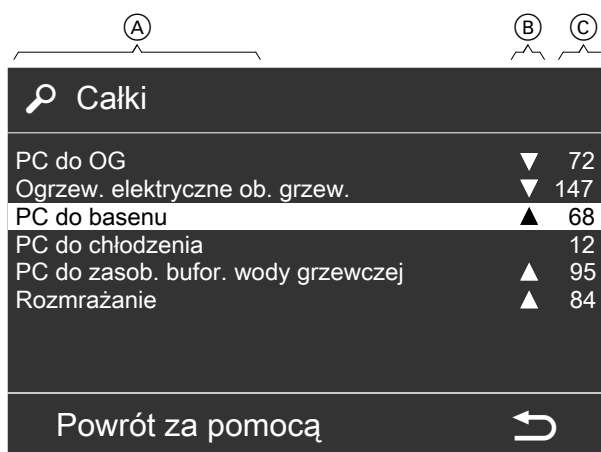 A B C
Całki
PC do OG ▼ 72
Ogrzew. elektryczne ob. grzew. ▼ 147
PC do basenu ▲ 68
PC do chłodzenia 12
PC do zasob. bufor. wody grzewczej ▲ 95
Rozmrażanie ▲ 84
Powrót za pomocą